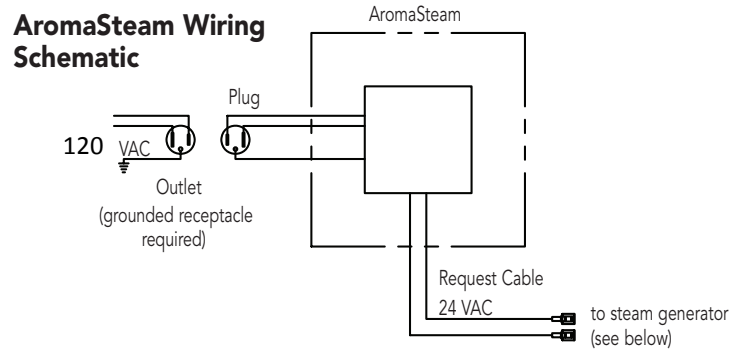 AromaSteam Wiring
Schematic
AromaSteam
Plug
120 VAC
Outlet
(grounded receptacle
required)
Request Cable
24 VAC
to steam generator
(see below)